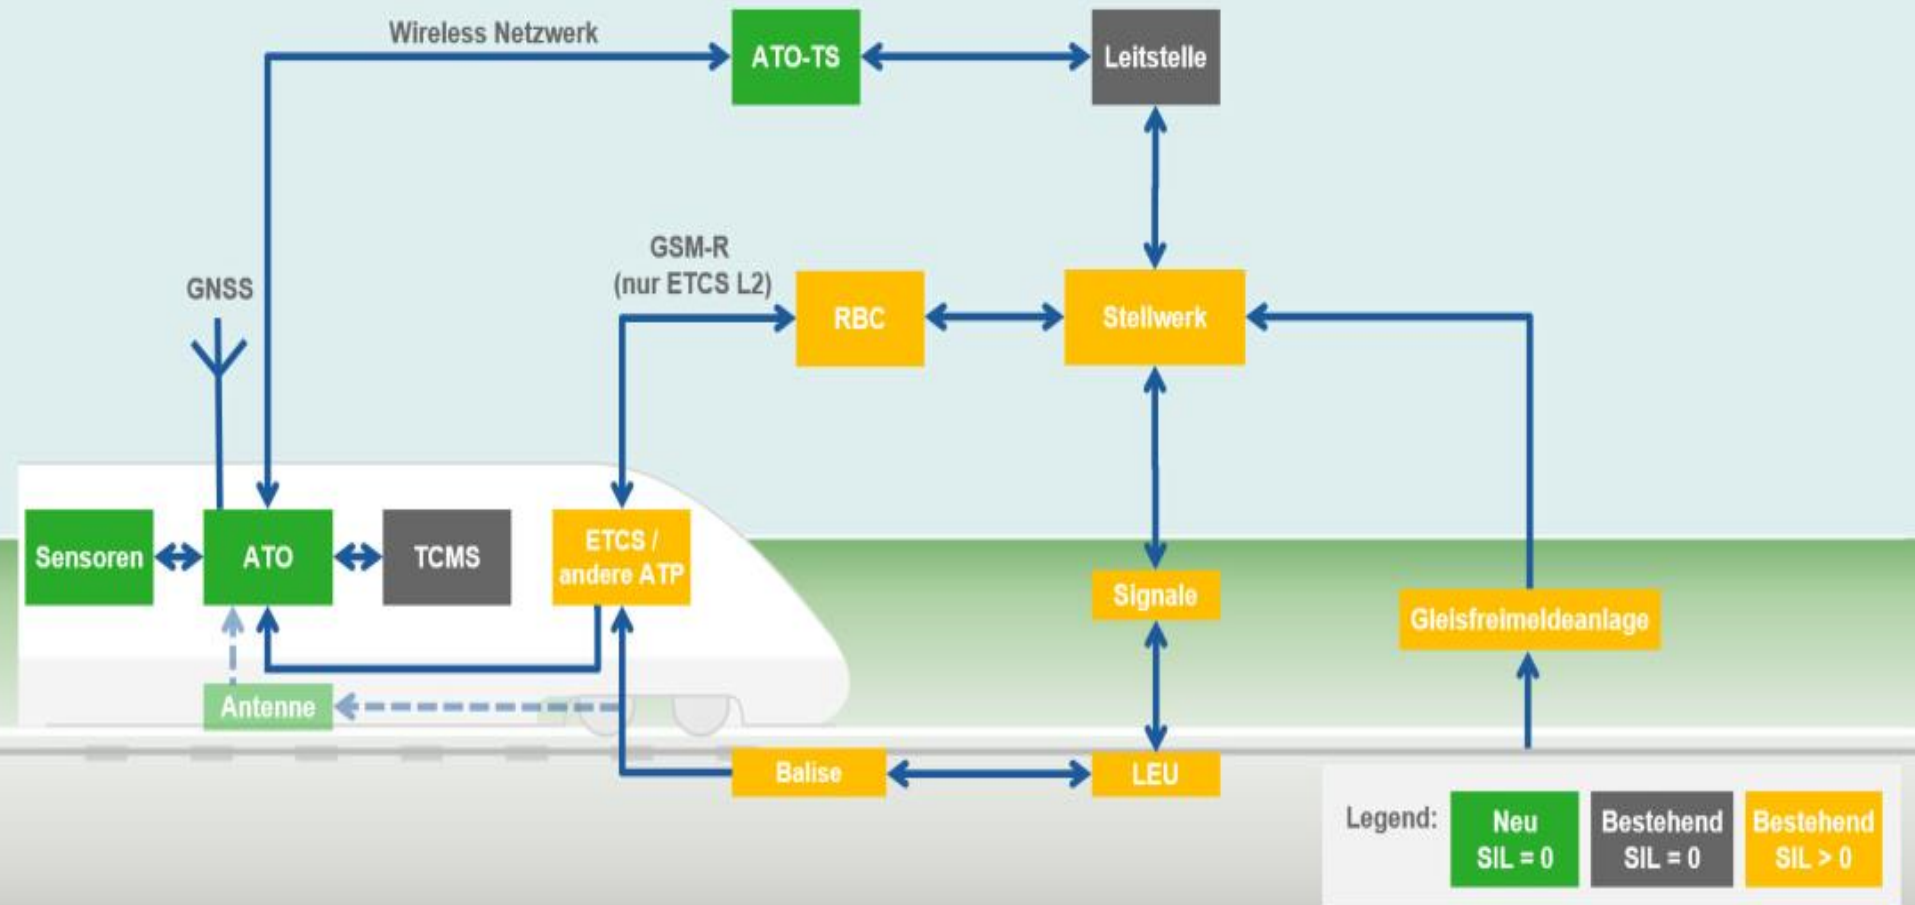 Wireless Netzwerk
ATO-TS
Leitstelle
GSM-R
(nur ETCS L2)
GNSS
RBC
Stellwerk
Sensoren
ATO
TCMS
ETCS /
andere ATP
Signale
Gleisfreimeldeanlage
Antenne
Balise
LEU
Legend:
Neu
SIL = 0
Bestehend
SIL = 0
Bestehend
SIL > 0